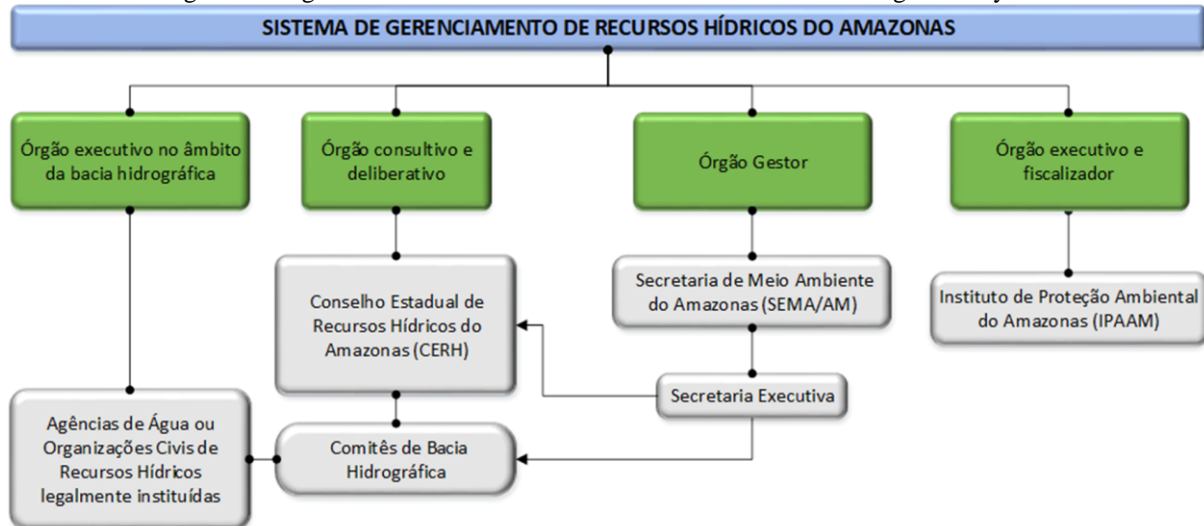 SISTEMA DE GERENCIAMENTO DE RECURSOS HÍDRICOS DO AMAZONAS
Órgão executivo no âmbito
da bacia hidrográfica
Órgão consultivo e
deliberativo
Órgão Gestor
Órgão executivo e
fiscalizador
Conselho Estadual de
Recursos Hídricos do
Amazonas (CERH)
Secretaria de Meio Ambiente
do Amazonas (SEMA/AM)
Instituto de Proteção Ambiental
do Amazonas (IPAAM)
Secretaria Executiva
Agências de Água ou
Organizações Civis de
Recursos Hídricos
legalmente instituídas
Comitês de Bacia
Hidrográfica